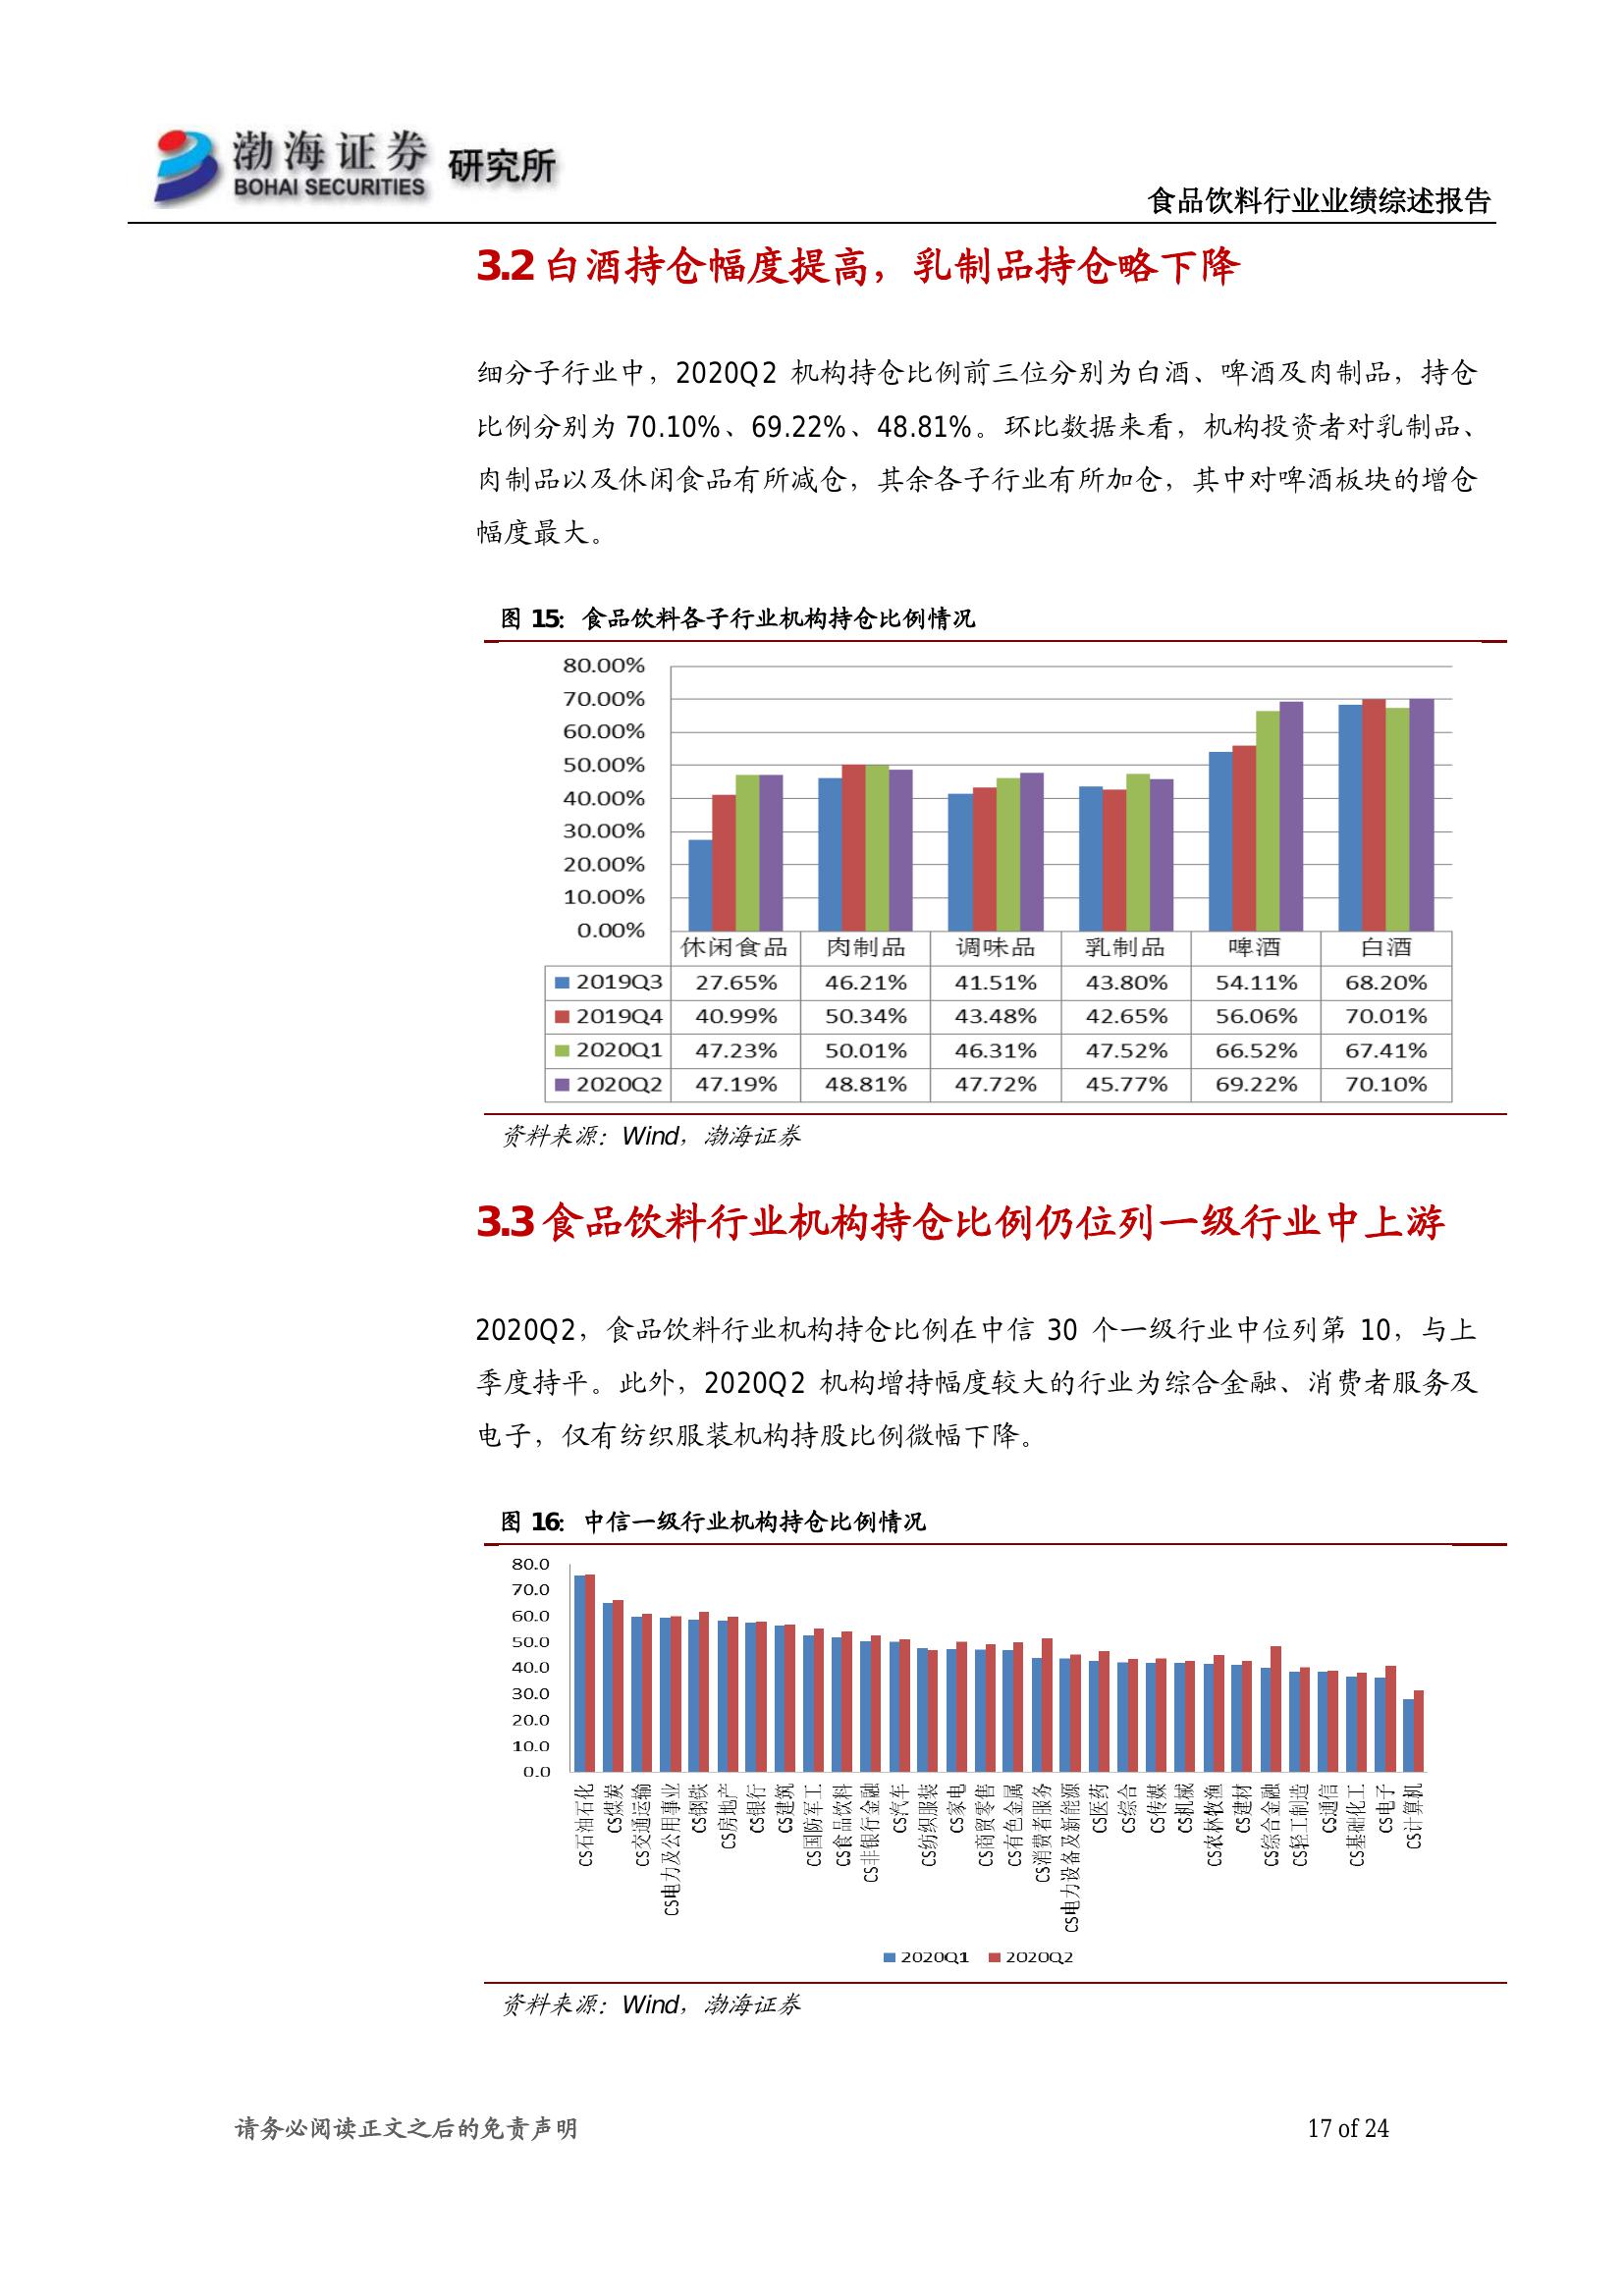 渤海证券
BOHAI SECURITIES
研究所
食品饮料行业业绩综述报告
3.2 白酒持仓幅度提高，乳制品持仓略下降
细分子行业中，2020Q2 机构持仓比例前三位分别为白酒、啤酒及肉制品，持仓
比例分别为 70.10%、69.22%、48.81%。环比数据来看，机构投资者对乳制品、
肉制品以及休闲食品有所减仓，其余各子行业有所加仓，其中对啤酒板块的增仓
幅度最大。
图 15：食品饮料各子行业机构持仓比例情况
80.00%
70.00%
60.00%
50.00%
40.00%
30.00%
20.00%
10.00%
0.00%
休闲食品 肉制品 调味品 乳制品 啤酒 白酒
2019Q3 27.65% 46.21% 41.51% 43.80% 54.11% 68.20%
2019Q4 40.99% 50.34% 43.48% 42.65% 56.06% 70.01%
2020Q1 47.23% 50.01% 46.31% 47.52% 66.52% 67.41%
2020Q2 47.19% 48.81% 47.72% 45.77% 69.22% 70.10%
资料来源：Wind，渤海证券
3.3 食品饮料行业机构持仓比例仍位列一级行业中上游
2020Q2，食品饮料行业机构持仓比例在中信 30 个一级行业中位列第 10，与上
季度持平。此外，2020Q2 机构增持幅度较大的行业为综合金融、消费者服务及
电子，仅有纺织服装机构持股比例微幅下降。
图 16：中信一级行业机构持仓比例情况
80.0
70.0
60.0
50.0
40.0
30.0
20.0
10.0
0.0
CS石油石化
CS煤炭
CS交通运输
CS电力及公用事业
CS钢铁
CS房地产
CS银行
CS建筑
CS国防军工
CS食品饮料
CS非银行金融
CS汽车
CS纺织服装
CS家电
CS商贸零售
CS有色金属
CS消费者服务
CS电力设备及新能源
CS医药
CS综合
CS传媒
CS机械
CS农林牧渔
CS建材
CS综合金融
CS轻工制造
CS通信
CS基础化工
CS电子
CS计算机
2020Q1 2020Q2
资料来源：Wind，渤海证券
请务必阅读正文之后的免责声明
17 of 24